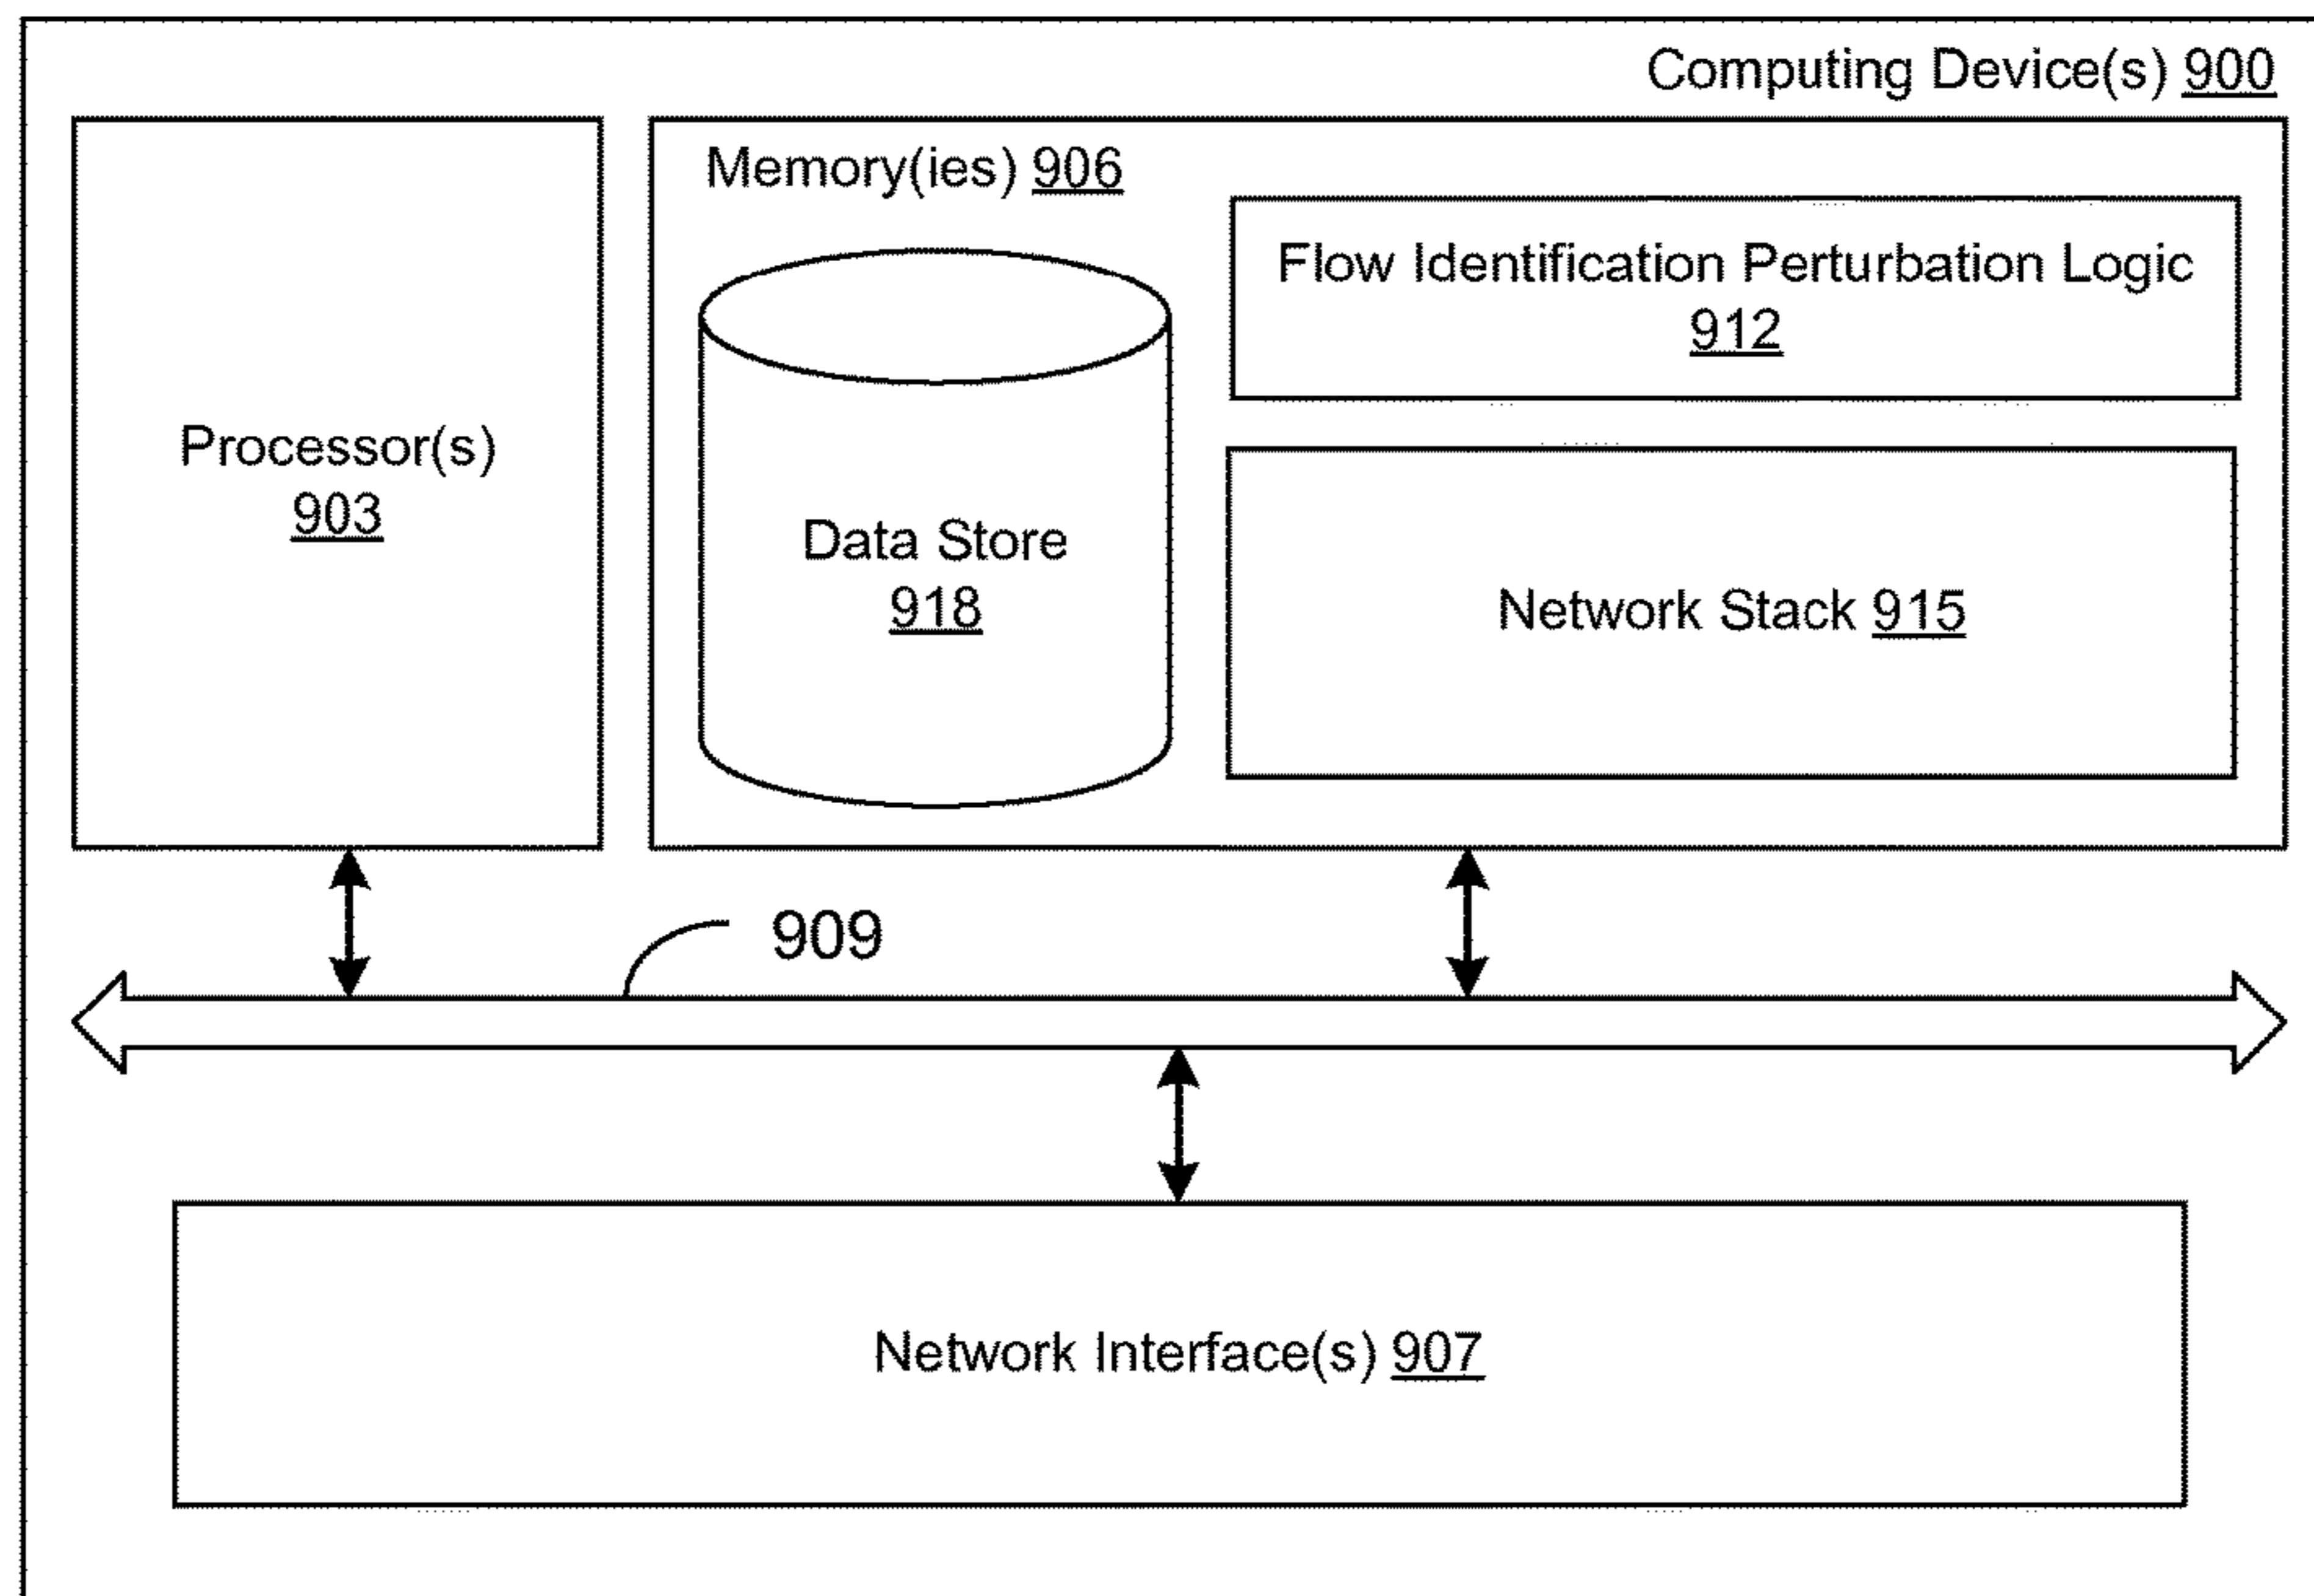 Computing Device(s) 900
Processor(s)
903
Memory(ies) 906
Data Store
918
Flow Identification Perturbation Logic
912
Network Stack 915
909
Network Interface(s) 907